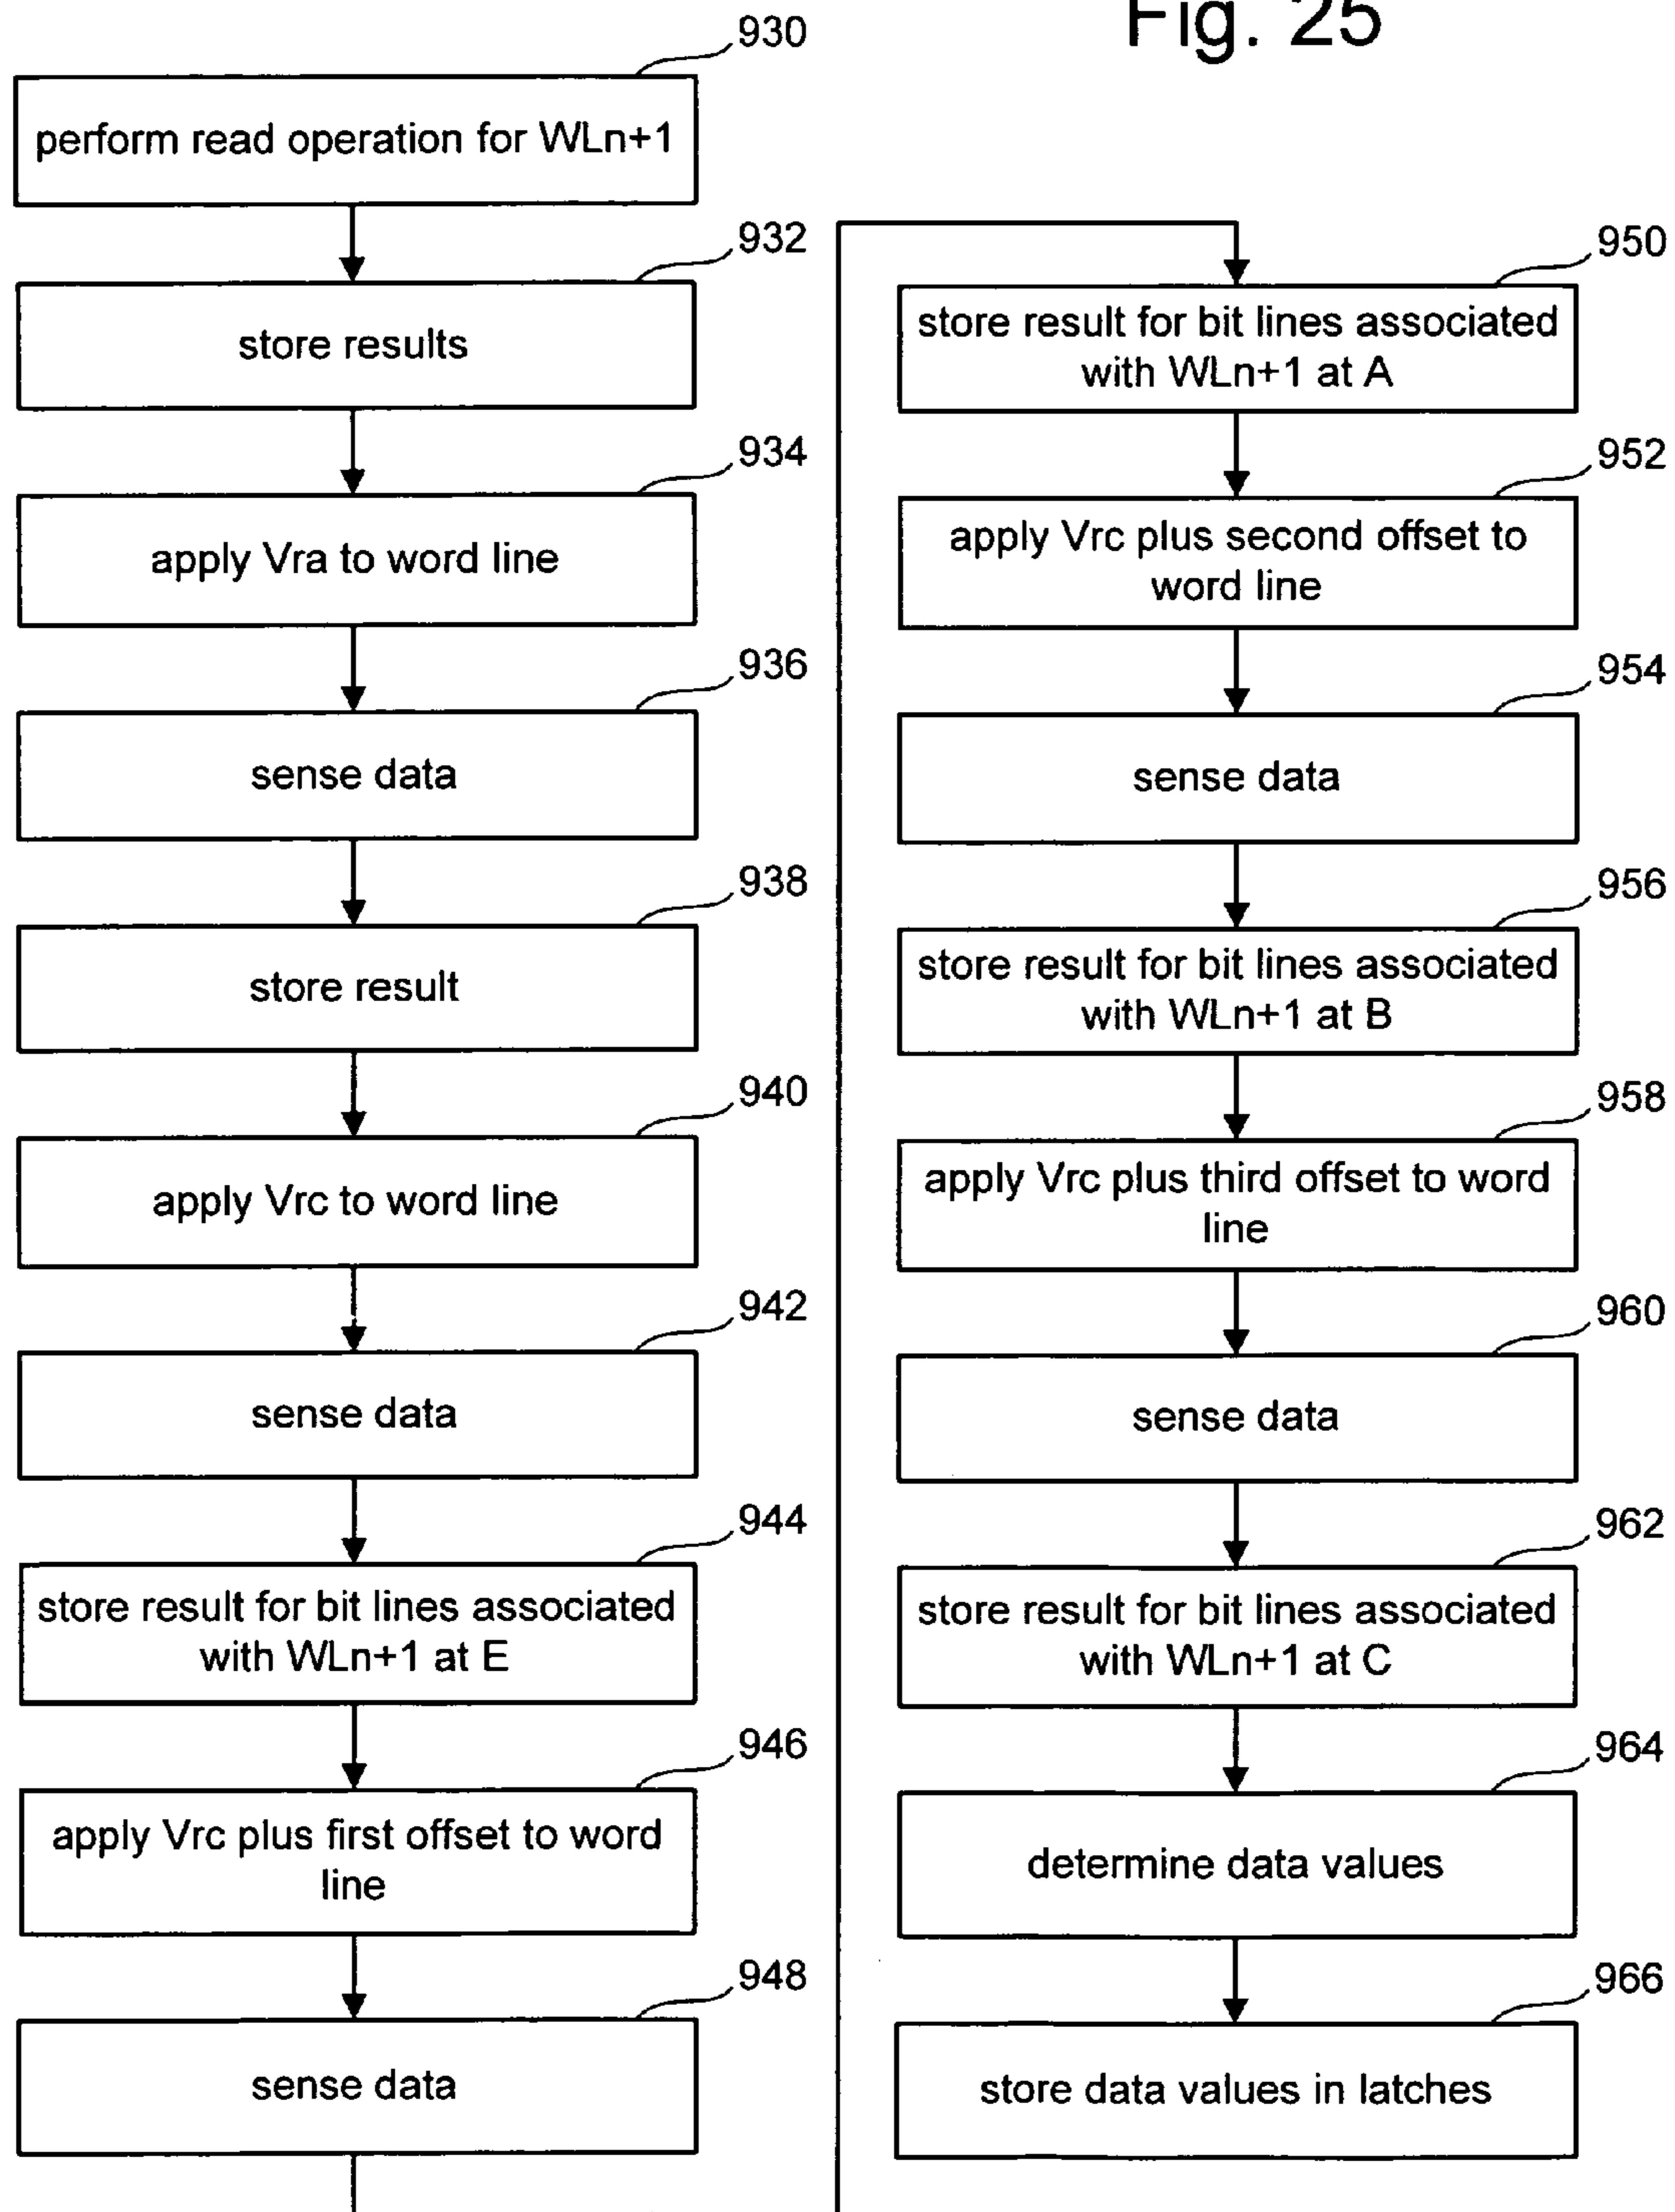 Fig. 25
930
perform read operation for WLn+1
932
store results
934
apply Vra to word line
936
sense data
938
store result
940
apply Vrc to word line
942
sense data
944
store result for bit lines associated
with WLn+1 at E
946
apply Vrc plus first offset to word
line
948
sense data
950
store result for bit lines associated
with WLn+1 at A
952
apply Vrc plus second offset to
word line
954
sense data
956
store result for bit lines associated
with WLn+1 at B
958
apply Vrc plus third offset to word
line
960
sense data
962
store result for bit lines associated
with WLn+1 at C
964
determine data values
966
store data values in latches